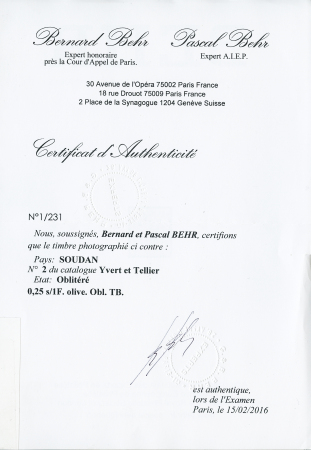 Bernard Behr
Pascal Behr
Expert honoraire
près la Cour d'Appel de Paris.
Expert A.I.E.P.
30 Avenue de l'Opéra 75002 Paris France
18 rue Drouot 75009 Paris France
2 Place de la Synagogue 1204 Genève Suisse
Certificat d'Authenticité
N°1/231
Nous, soussignés, Bernard et Pascal BEHR, certifions
que le timbre photographié ci contre :
Pays: SOUDAN
N° 2 du catalogue Yvert et Tellier
Etat: Oblitéré
0,25 s/1F. olive. Obl. TB.
est authentique,
lors de l'Examen
Paris, le 15/02/2016